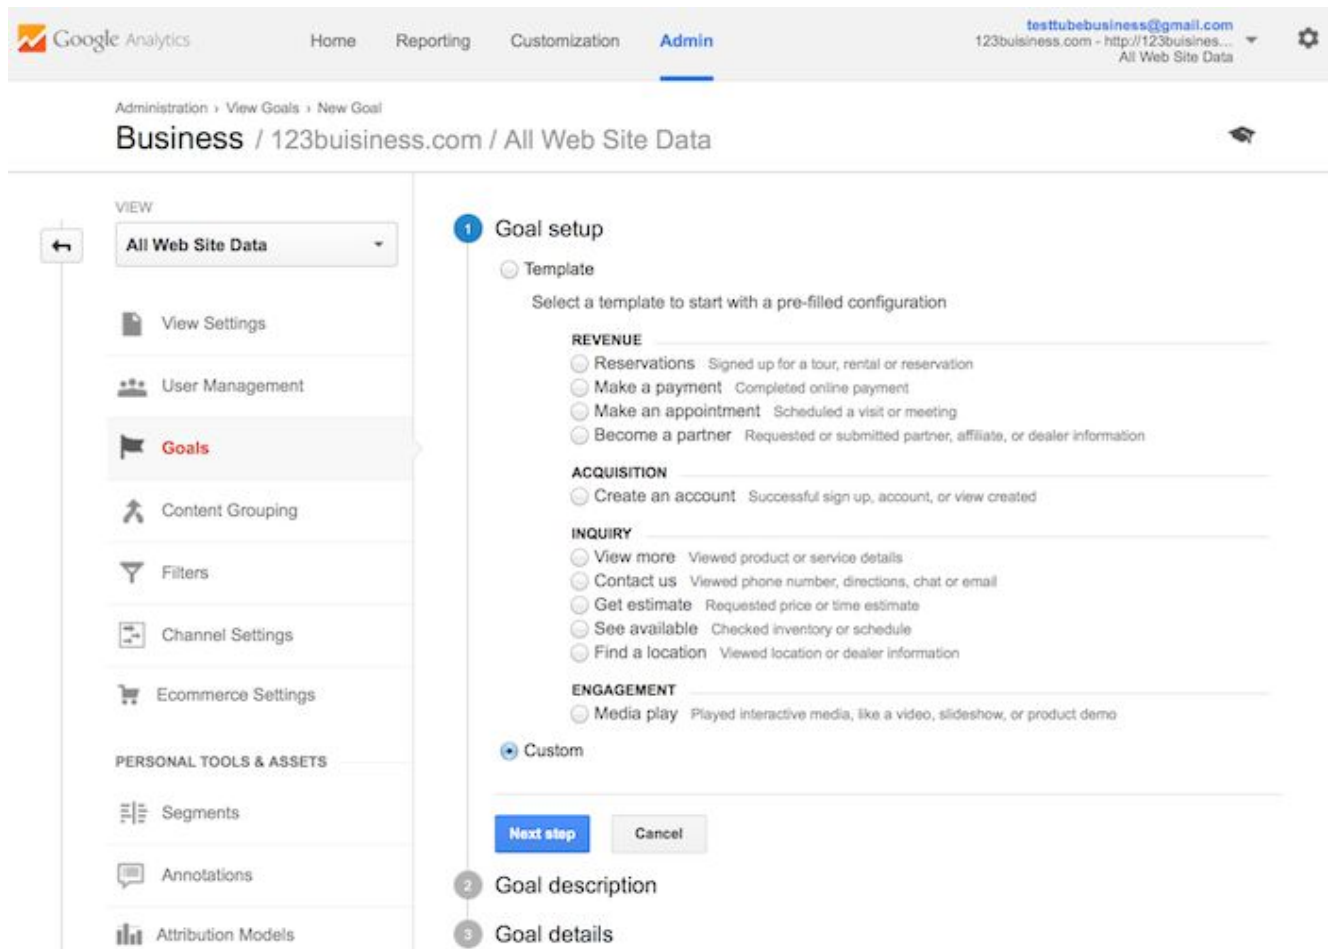 Google Analytics
Home Reporting Customization Admin
testtubebusiness@gmail.com
123buisiness.com - http://123buisines...
All Web Site Data
Administration › View Goals › New Goal
Business / 123buisiness.com / All Web Site Data
VIEW
All Web Site Data
View Settings
User Management
Goals
Content Grouping
Filters
Channel Settings
Ecommerce Settings
PERSONAL TOOLS & ASSETS
Segments
Annotations
Attribution Models
1 Goal setup
Template
Select a template to start with a pre-filled configuration
REVENUE
Reservations Signed up for a tour, rental or reservation
Make a payment Completed online payment
Make an appointment Scheduled a visit or meeting
Become a partner Requested or submitted partner, affiliate, or dealer information
ACQUISITION
Create an account Successful sign up, account, or view created
INQUIRY
View more Viewed product or service details
Contact us Viewed phone number, directions, chat or email
Get estimate Requested price or time estimate
See available Checked inventory or schedule
Find a location Viewed location or dealer information
ENGAGEMENT
Media play Played interactive media, like a video, slideshow, or product demo
Custom
Next step Cancel
2 Goal description
3 Goal details